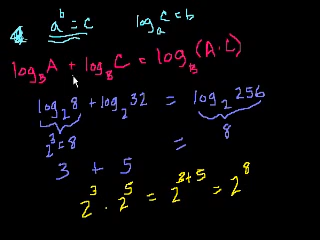 a^b = c    log_a c = b
log_B A + log_B C = log_B (A · C)
log_2 8 + log_2 32 = log_2 256
2^3 = 8    8
3 + 5 =
2^3 · 2^5 = 2^{3+5} = 2^8